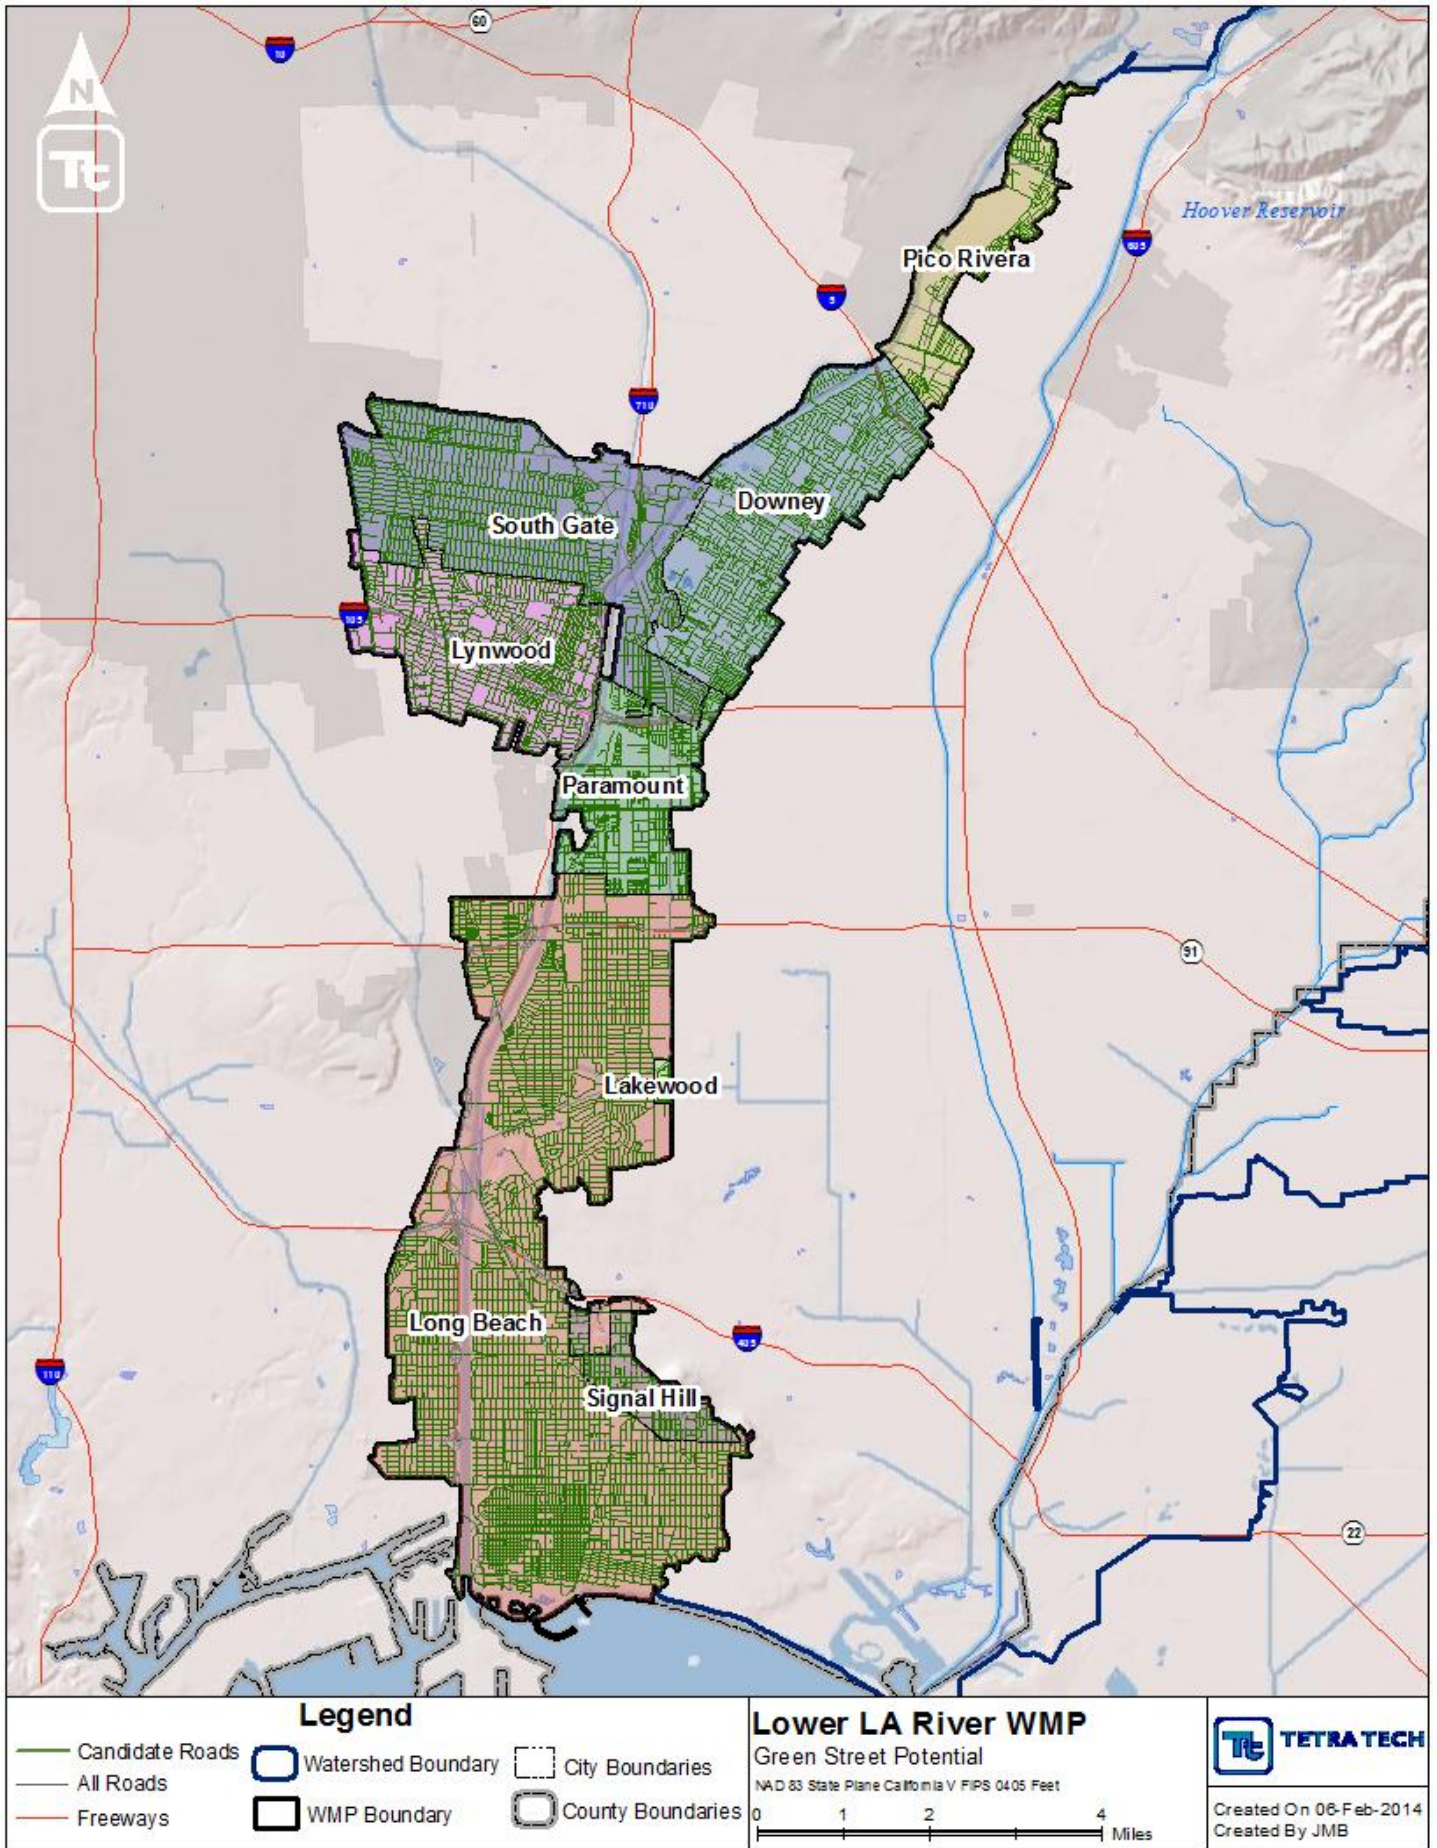 60
10
N
Tt
Hoover Reservoir
605
Pico Rivera
5
710
Downey
South Gate
105
Lynwood
Paramount
91
Lakewood
Long Beach
405
110
Signal Hill
22
Legend
Candidate Roads
All Roads
Freeways
Watershed Boundary
WMP Boundary
City Boundaries
County Boundaries
Lower LA River WMP
Green Street Potential
NAD 83 State Plane California V FIPS 0405 Feet
0 1 2 4
Miles
Tt TETRA TECH
Created On 06-Feb-2014
Created By JMB